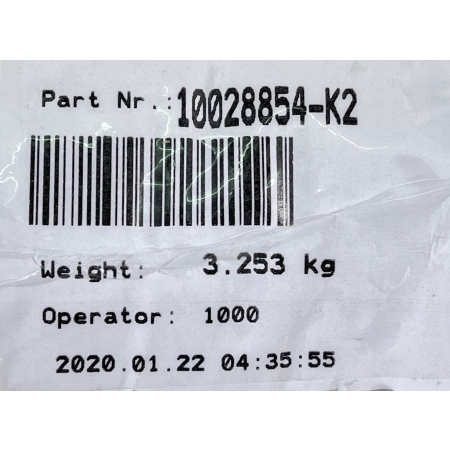 Part Nr.:10028854-K2
Weight: 3.253 kg
Operator: 1000
2020.01.22 04:35:55